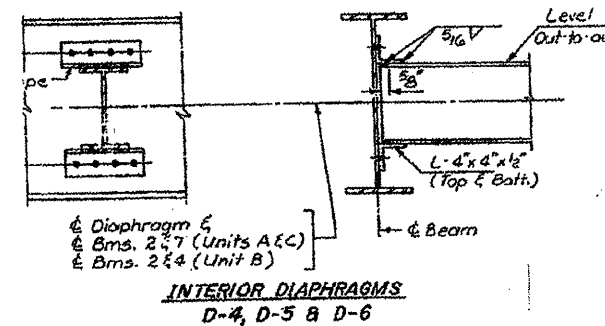 Level
Out-to-ou
5/16
pe
5/8"
L-4"x4"x1/2"
(Top & Bott.)
℄ Diaphragm &
℄ Bms. 2 & 7 (Units A & C)
℄ Bms. 2 & 4 (Unit B)
℄ Beam
INTERIOR DIAPHRAGMS
D-4, D-5 & D-6